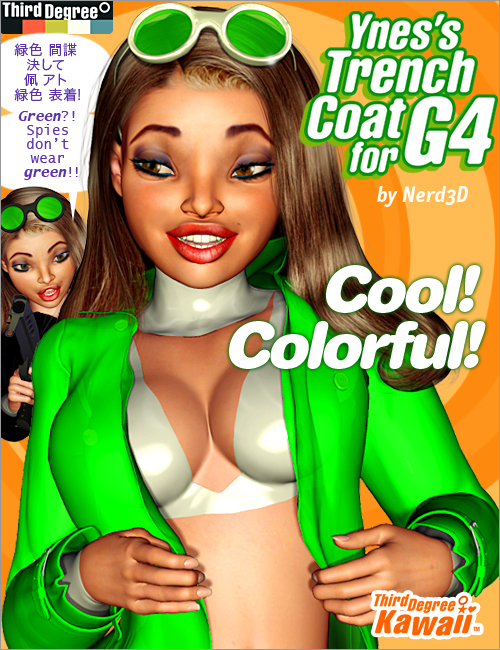 Third Degree°
緑色 間諜
決して
佩 アト
緑色 表着!
Green?!
Spies
don't
wear
green!!
Ynes's
Trench
Coat
for G4
by Nerd3D
Cool!
Colorful!
Third Degree
Kawaii™